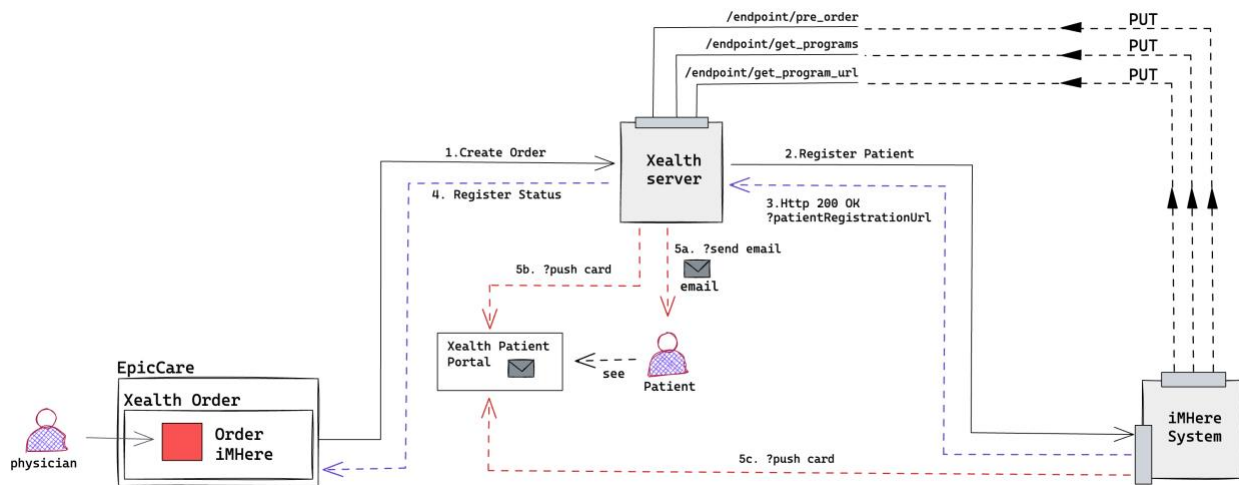 /endpoint/pre_order
PUT
/endpoint/get_programs
PUT
/endpoint/get_program_url
PUT
1.Create Order
Xealth
server
2.Register Patient
4. Register Status
3.Http 200 OK
?patientRegistrationUrl
5a. ?send email
5b. ?push card
email
Xealth Patient
Portal
see
Patient
EpicCare
Xealth Order
Order
iMHere
physician
iMHere
System
5c. ?push card